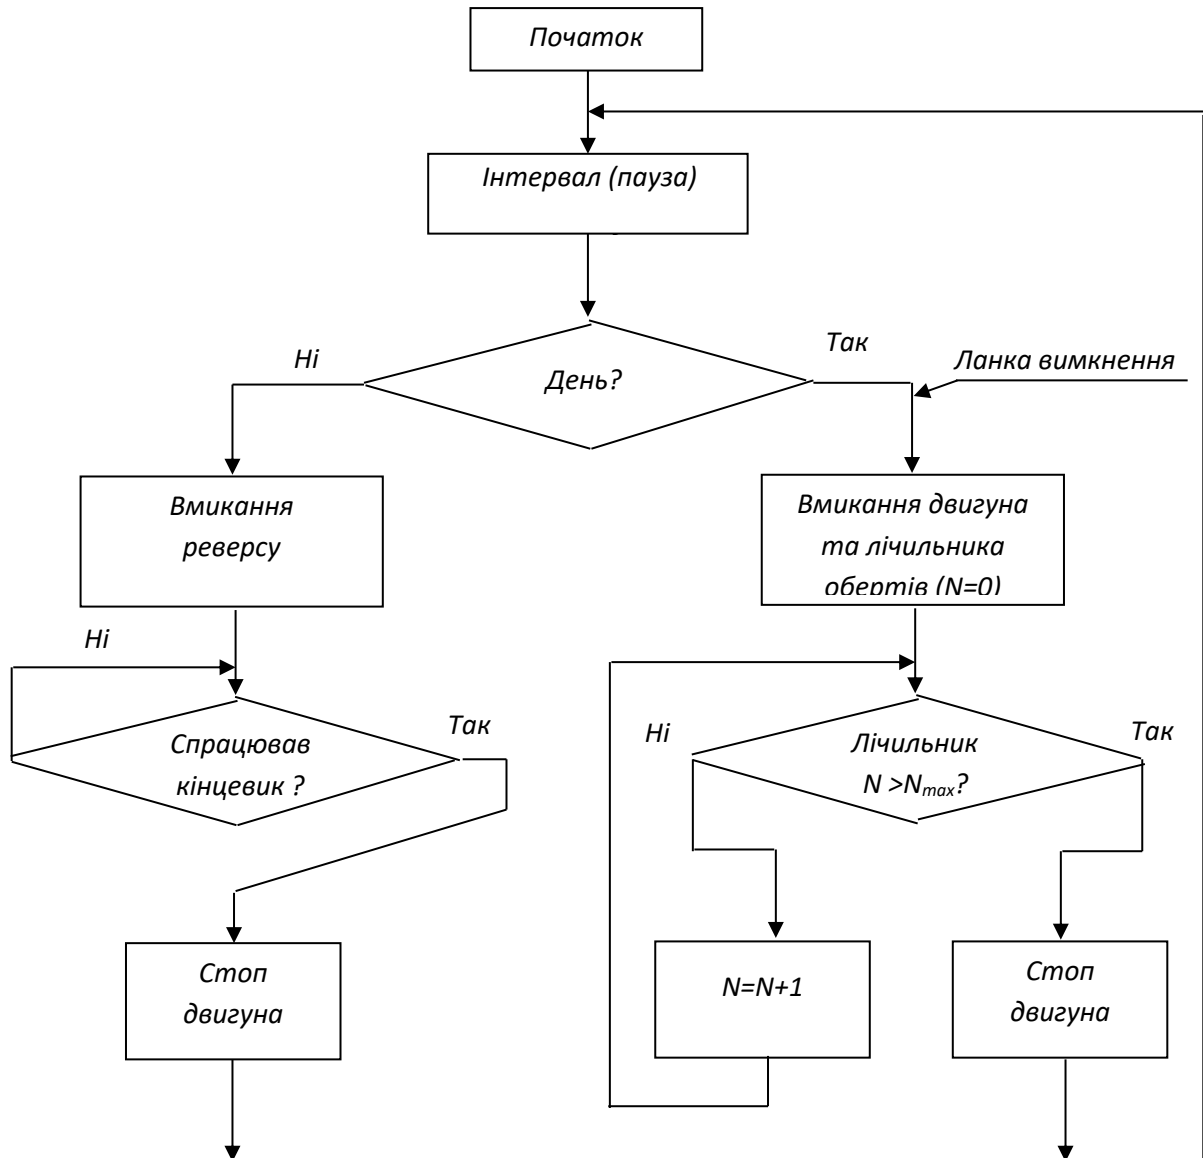 Початок
Інтервал (пауза)
Ні
Так
День?
Ланка вимкнення
Вмикання
реверсу
Вмикання двигуна
та лічильника
обертів (N=0)
Ні
Спрацював
кінцевик ?
Так
Ні
Лічильник
N >Nmax?
Так
Стоп
двигуна
N=N+1
Стоп
двигуна